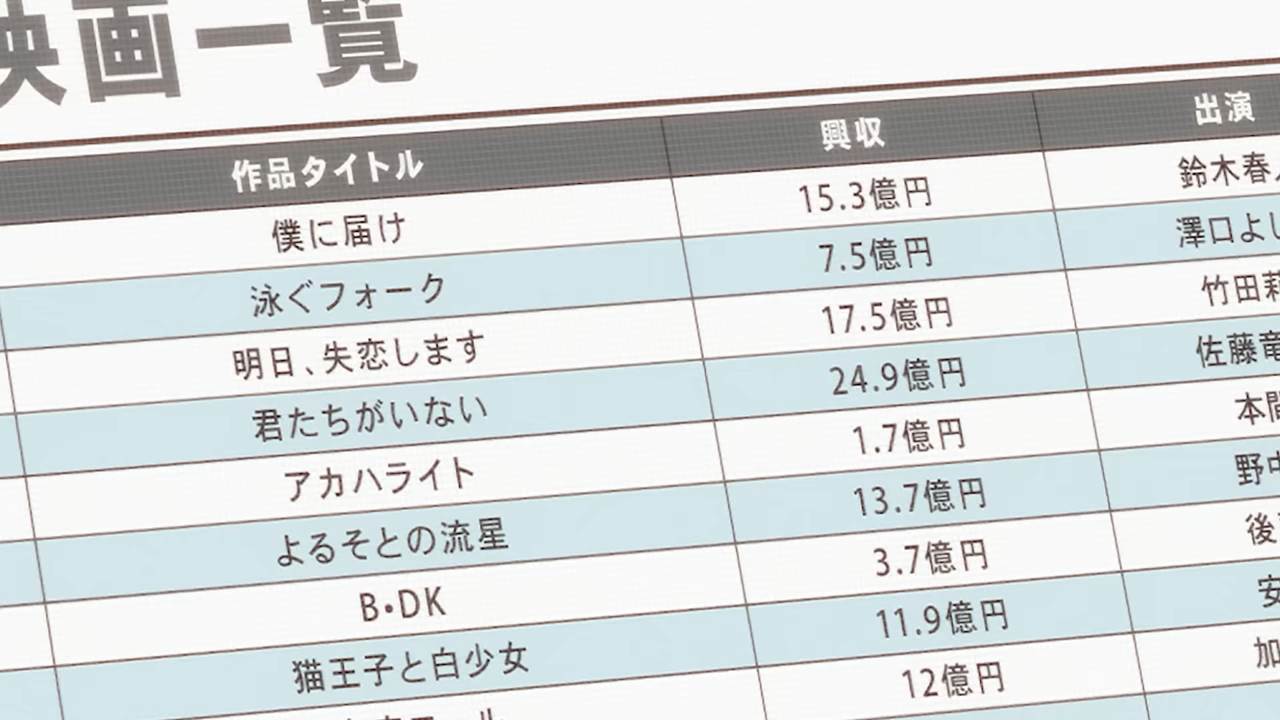 映画一覧
作品タイトル 興収 出演
僕に届け 15.3億円 鈴木春
泳ぐフォーク 7.5億円 澤口よし
明日、失恋します 17.5億円 竹田莉
君たちがいない 24.9億円 佐藤竜
アカハライト 1.7億円 本間
よるそとの流星 13.7億円 野中
B•DK 3.7億円 後
猫王子と白少女 11.9億円 安
12億円 加